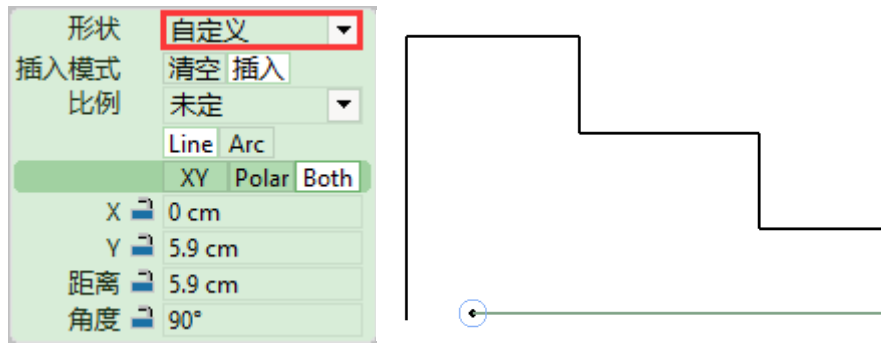 形状 自定义
插入模式 清空 插入
比例 未定
Line Arc
XY Polar Both
X 0 cm
Y 5.9 cm
距离 5.9 cm
角度 90°